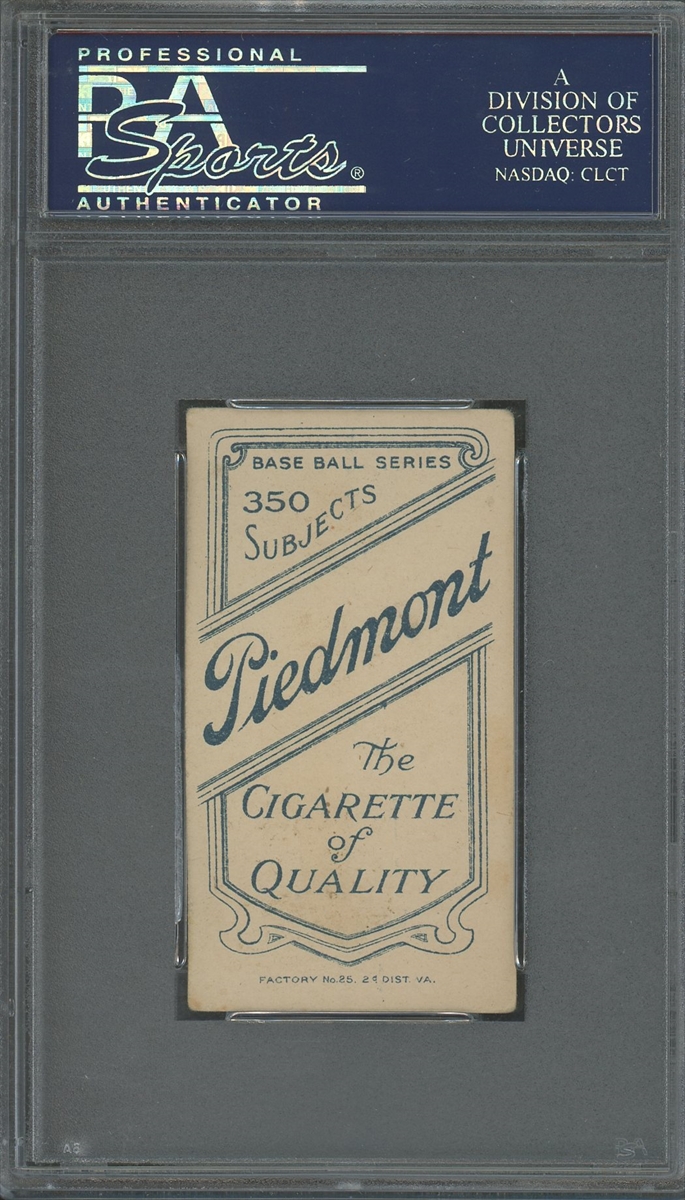 PROFESSIONAL
PSA
Sports®
AUTHENTICATOR
A
DIVISION OF
COLLECTORS
UNIVERSE
NASDAQ: CLCT
BASE BALL SERIES
350
SUBJECTS
Piedmont
The
CIGARETTE
of
QUALITY
FACTORY No. 25. 2d DIST. VA.
PSA